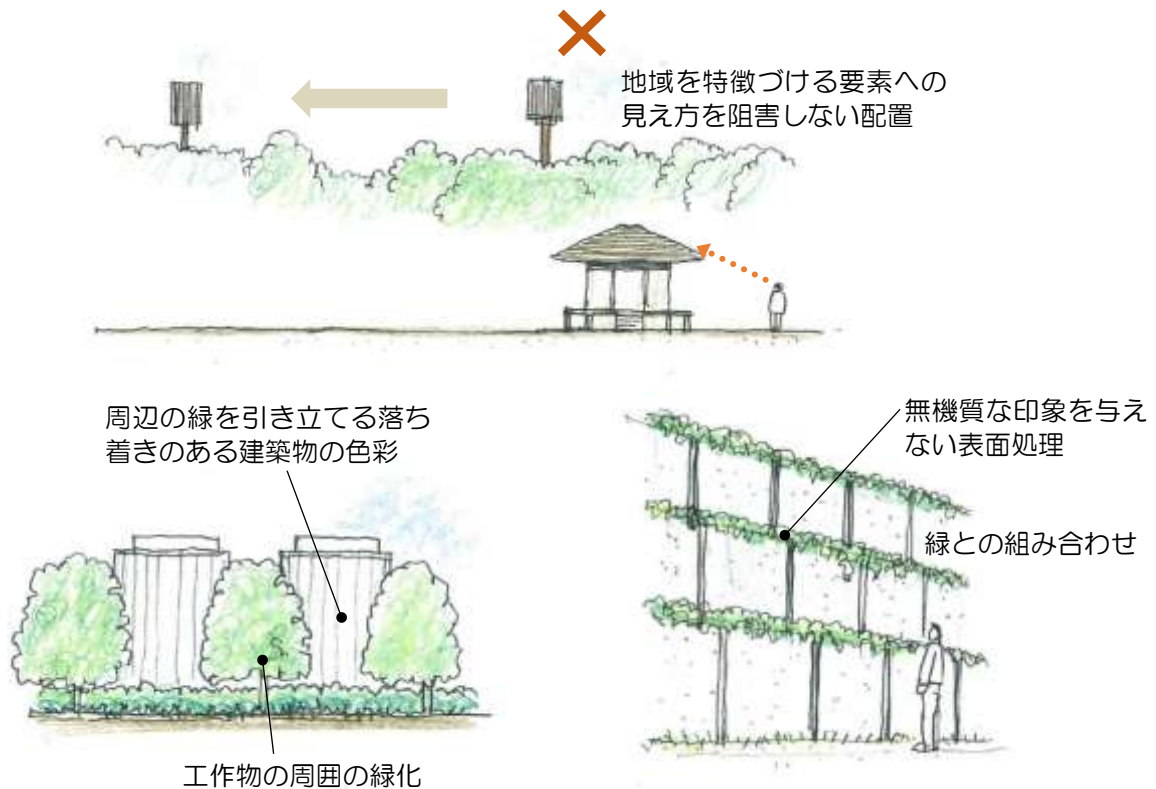 地域を特徴づける要素への
見え方を阻害しない配置
周辺の緑を引き立てる落ち
着きのある建築物の色彩
無機質な印象を与え
ない表面処理
緑との組み合わせ
工作物の周囲の緑化